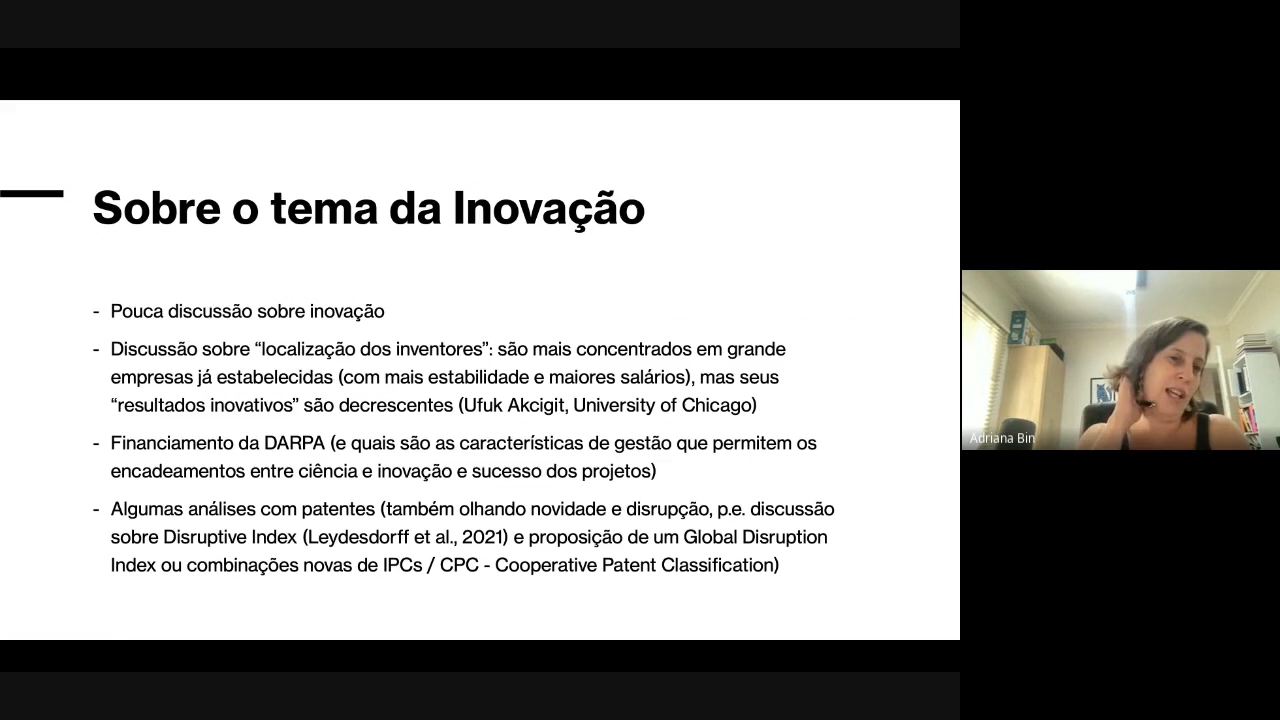 Sobre o tema da Inovação
- Pouca discussão sobre inovação
- Discussão sobre “localização dos inventores”: são mais concentrados em grande
empresas já estabelecidas (com mais estabilidade e maiores salários), mas seus
“resultados inovativos” são decrescentes (Ufuk Akcigit, University of Chicago)
- Financiamento da DARPA (e quais são as características de gestão que permitem os
encadeamentos entre ciência e inovação e sucesso dos projetos)
- Algumas análises com patentes (também olhando novidade e disrupção, p.e. discussão
sobre Disruptive Index (Leydesdorff et al., 2021) e proposição de um Global Disruption
Index ou combinações novas de IPCs / CPC - Cooperative Patent Classification)
Adriana Bin